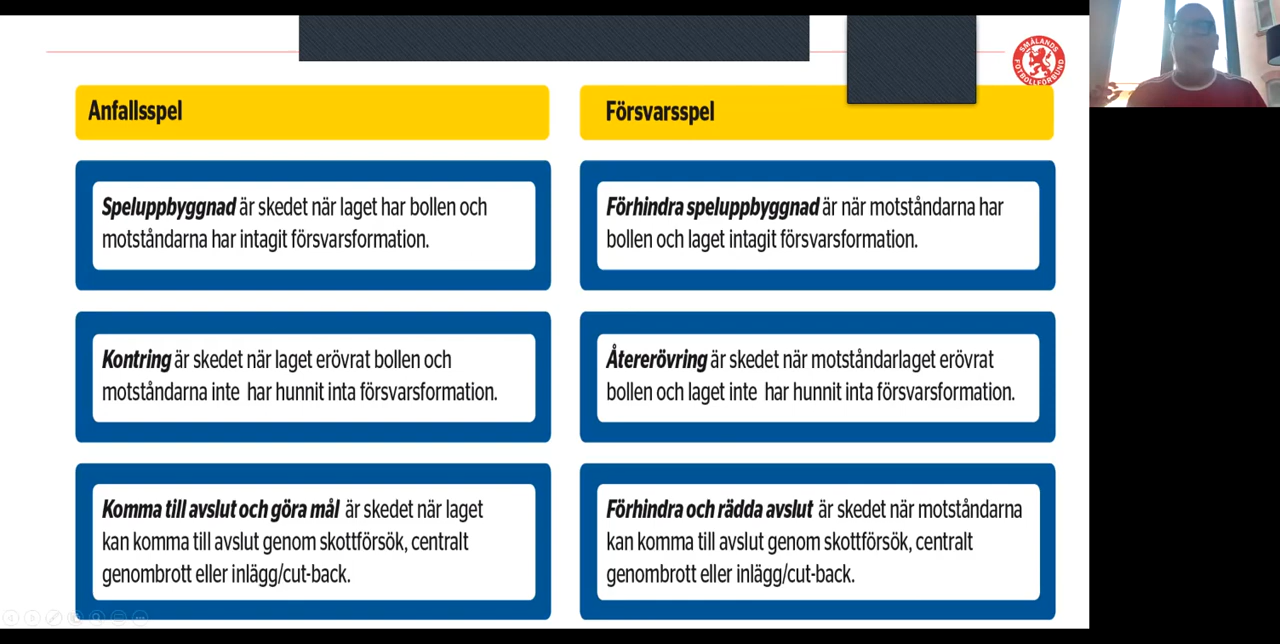 SMÅLANDS
FOTBOLLFÖRBUND
Anfallsspel
Speluppbyggnad är skedet när laget har bollen och
motståndarna har intagit försvarsformation.
Kontring är skedet när laget erövrat bollen och
motståndarna inte har hunnit inta försvarsformation.
Komma till avslut och göra mål är skedet när laget
kan komma till avslut genom skottförsök, centralt
genombrott eller inlägg/cut-back.
Försvarsspel
Förhindra speluppbyggnad är när motståndarna har
bollen och laget intagit försvarsformation.
Återerövring är skedet när motståndarlaget erövrat
bollen och laget inte har hunnit inta försvarsformation.
Förhindra och rädda avslut är skedet när motståndarna
kan komma till avslut genom skottförsök, centralt
genombrott eller inlägg/cut-back.